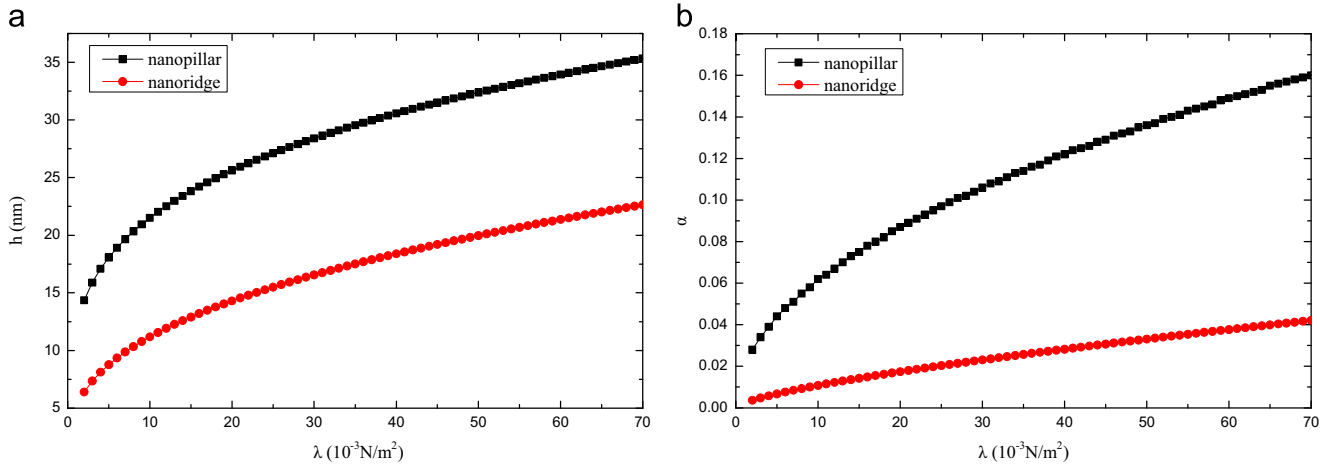 a
35
30
25
20
15
10
5
h (nm)
nanopillar
nanoridge
0 10 20 30 40 50 60 70
λ (10⁻³N/m²)
b
0.18
0.16
0.14
0.12
0.10
0.08
0.06
0.04
0.02
0.00
α
nanopillar
nanoridge
0 10 20 30 40 50 60 70
λ (10⁻³N/m²)